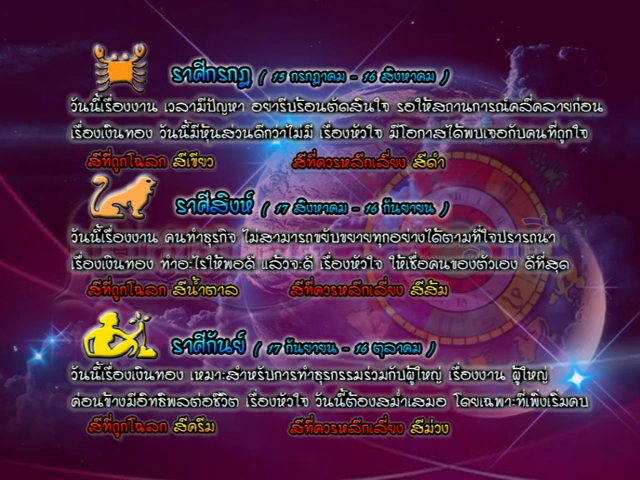 ราศีกรกฎ ( 15 กรกฎาคม - 16 สิงหาคม )
วันนี้เรื่องงาน เวลามีปัญหา อย่ารีบร้อนตัดสินใจ รอให้สถานการณ์คลี่คลายก่อน
เรื่องเงินทอง วันนี้มีหุ้นส่วนดีกว่าไม่มี เรื่องหัวใจ มีโอกาสได้พบเจอกับคนที่ถูกใจ
สีที่ถูกโฉลก สีเขียว สีที่ควรหลีกเลี่ยง สีดำ
ราศีสิงห์ ( 17 สิงหาคม - 16 กันยายน )
วันนี้เรื่องงาน คนทำธุรกิจ ไม่สามารถขยับขยายทุกอย่างได้ตามที่ใจปรารถนา
เรื่องเงินทอง ทำอะไรให้พอดี แล้วจะดี เรื่องหัวใจ ให้เชื่อคนของตัวเอง ดีที่สุด
สีที่ถูกโฉลก สีน้ำตาล สีที่ควรหลีกเลี่ยง สีส้ม
ราศีกันย์ ( 17 กันยายน - 16 ตุลาคม )
วันนี้เรื่องเงินทอง เหมาะสำหรับการทำธุรกรรมร่วมกับผู้ใหญ่ เรื่องงาน ผู้ใหญ่
ค่อนข้างมีอิทธิพลต่อชีวิต เรื่องหัวใจ วันนี้ต้องสม่ำเสมอ โดยเฉพาะที่เพิ่งเริ่มคบ
สีที่ถูกโฉลก สีครีม สีที่ควรหลีกเลี่ยง สีม่วง